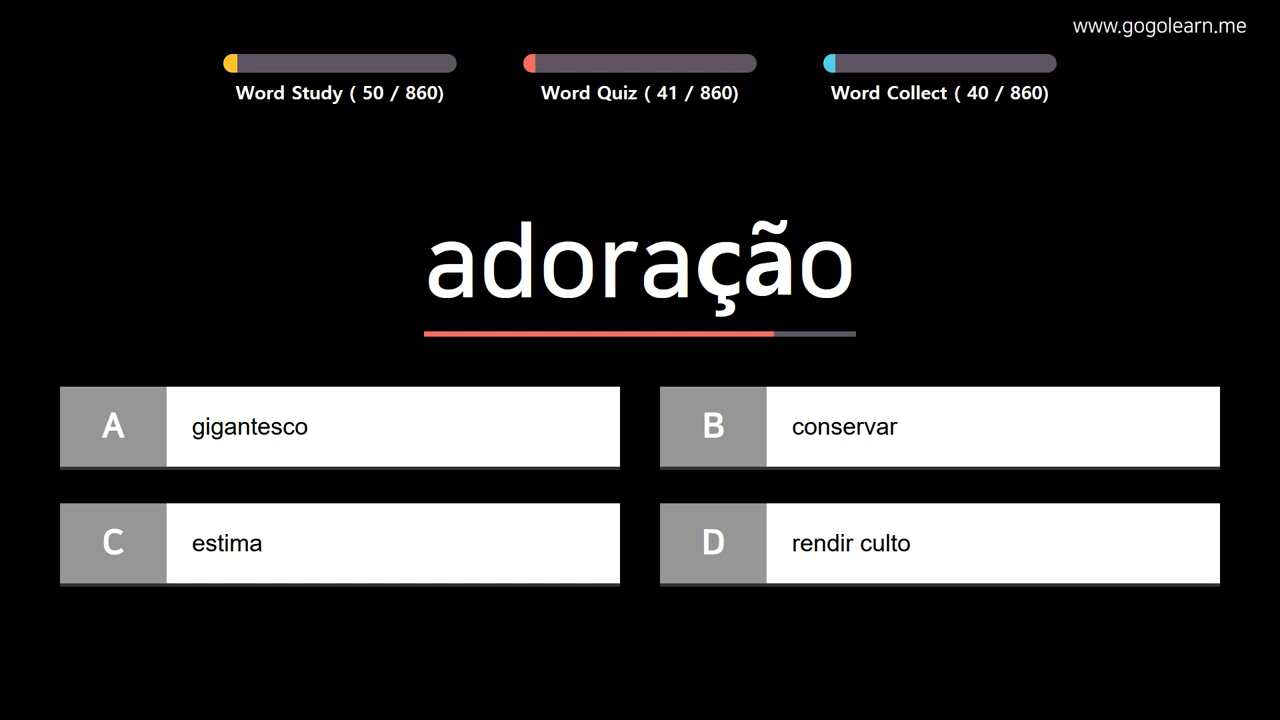 www.gogolearn.me
Word Study ( 50 / 860)
Word Quiz ( 41 / 860)
Word Collect ( 40 / 860)
adoração
A gigantesco
B conservar
C estima
D rendir culto